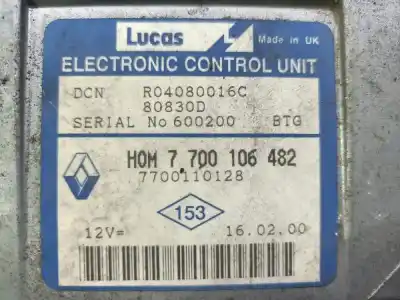 Lucas Made in UK
ELECTRONIC CONTROL UNIT
DCN R04080016C
80830D
SERIAL No 600200 BTG
HOM 7 700 106 482
7700110128
153
12V= 16.02.00